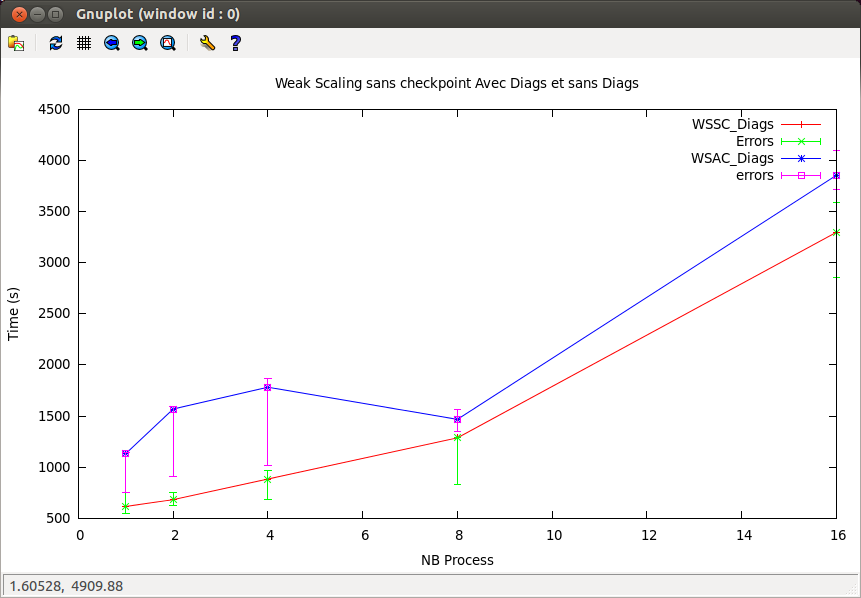 Gnuplot (window id : 0)
Weak Scaling sans checkpoint Avec Diags et sans Diags
WSSC_Diags
Errors
WSAC_Diags
errors
4500
4000
3500
3000
2500
2000
1500
1000
500
Time (s)
0 2 4 6 8 10 12 14 16
NB Process
1.60528, 4909.88